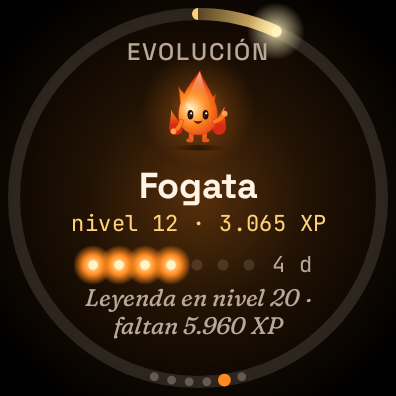 EVOLUCIÓN
Fogata
nivel 12 · 3.065 XP
4 d
Leyenda en nivel 20 ·
faltan 5.960 XP